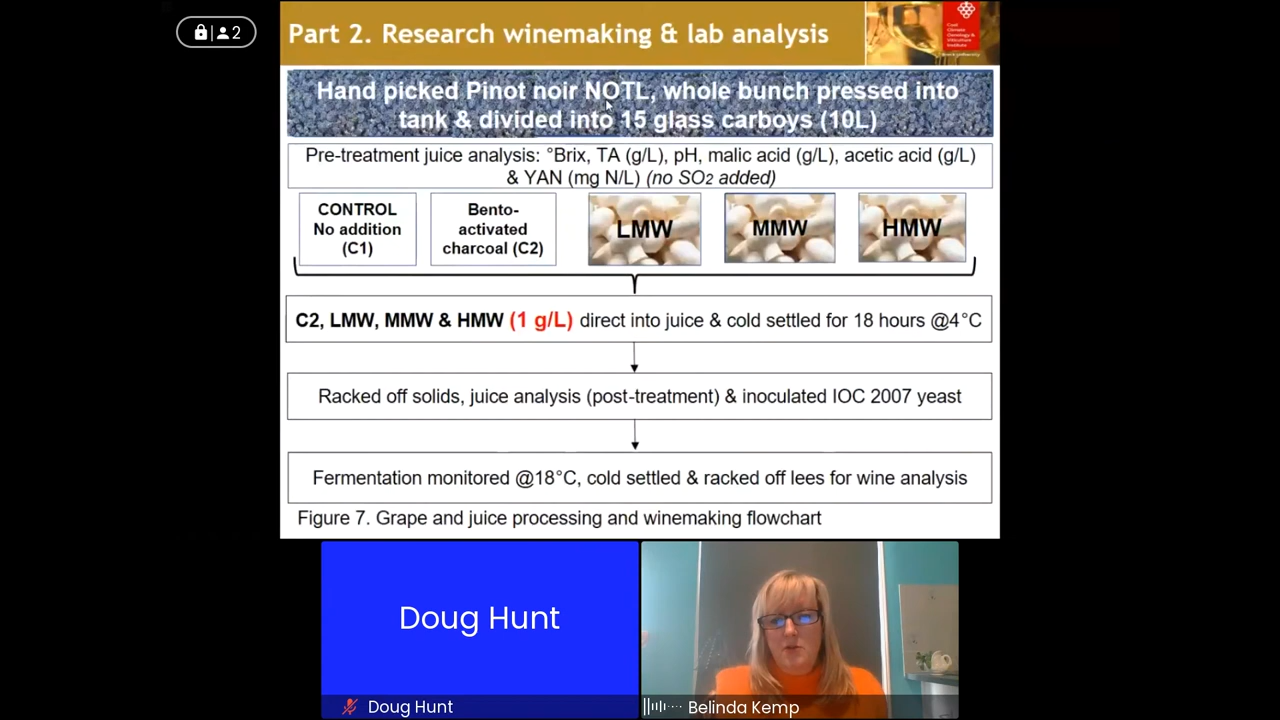 2
Part 2. Research winemaking & lab analysis
Cool
Climate
Oenology &
Viticulture
Institute
Hand picked Pinot noir NOTL, whole bunch pressed into
tank & divided into 15 glass carboys (10L)
Pre-treatment juice analysis: °Brix, TA (g/L), pH, malic acid (g/L), acetic acid (g/L)
& YAN (mg N/L) (no SO2 added)
CONTROL
No addition
(C1)
Bento-
activated
charcoal (C2)
LMW
MMW
HMW
C2, LMW, MMW & HMW (1 g/L) direct into juice & cold settled for 18 hours @4°C
Racked off solids, juice analysis (post-treatment) & inoculated IOC 2007 yeast
Fermentation monitored @18°C, cold settled & racked off lees for wine analysis
Figure 7. Grape and juice processing and winemaking flowchart
Doug Hunt
Doug Hunt
Belinda Kemp